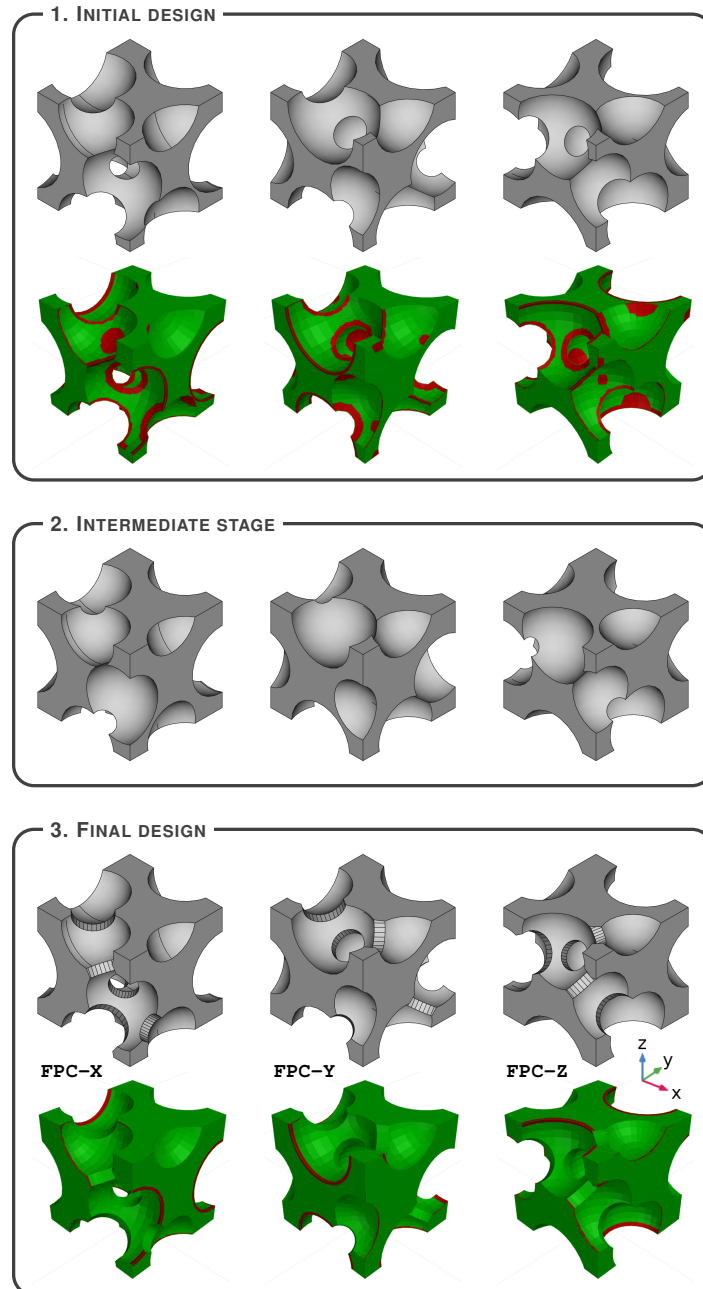 1. INITIAL DESIGN
2. INTERMEDIATE STAGE
3. FINAL DESIGN
FPC-X
FPC-Y
FPC-Z
z
y
x